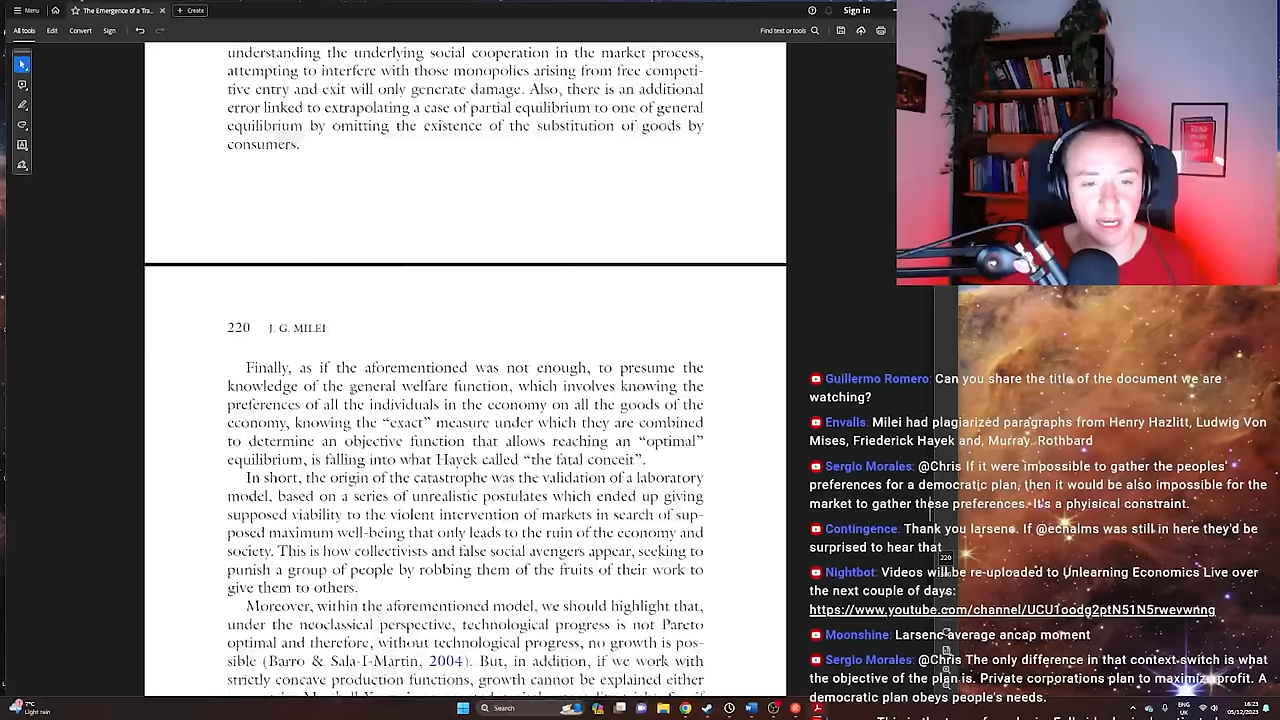 Menu
The Emergence of a Tra...
+ Create
Sign in
All tools Edit Convert Sign
Find text or tools
understanding the underlying social cooperation in the market process,
attempting to interfere with those monopolies arising from free competi-
tive entry and exit will only generate damage. Also, there is an additional
error linked to extrapolating a case of partial equilibrium to one of general
equilibrium by omitting the existence of the substitution of goods by
consumers.
220 J. G. MILEI
Finally, as if the aforementioned was not enough, to presume the
knowledge of the general welfare function, which involves knowing the
preferences of all the individuals in the economy on all the goods of the
economy, knowing the “exact” measure under which they are combined
to determine an objective function that allows reaching an “optimal”
equilibrium, is falling into what Hayek called “the fatal conceit”.
In short, the origin of the catastrophe was the validation of a laboratory
model, based on a series of unrealistic postulates which ended up giving
supposed viability to the violent intervention of markets in search of sup-
posed maximum well-being that only leads to the ruin of the economy and
society. This is how collectivists and false social avengers appear, seeking to
punish a group of people by robbing them of the fruits of their work to
give them to others.
Moreover, within the aforementioned model, we should highlight that,
under the neoclassical perspective, technological progress is not Pareto
optimal and therefore, without technological progress, no growth is pos-
sible (Barro & Sala-I-Martin, 2004). But, in addition, if we work with
strictly concave production functions, growth cannot be explained either
READ
Guillermo Romero: Can you share the title of the document we are
watching?
Envalls: Milei had plagiarized paragraphs from Henry Hazlitt, Ludwig Von
Mises, Friederick Hayek and, Murray. Rothbard
Sergio Morales: @Chris If it were impossible to gather the peoples'
preferences for a democratic plan, then it would be also impossible for the
market to gather these preferences. It's a phyisical constraint.
Contingence: Thank you larsenc. If @echalms was still in here they'd be
surprised to hear that
220
Nightbot: Videos will be re-uploaded to Unlearning Economics Live over
the next couple of days:
Moonshine: Larsenc average ancap moment
Sergio Morales: @Chris The only difference in that context switch is what
the objective of the plan is. Private corporations plan to maximize profit. A
democratic plan obeys people's needs.
7°C
Light rain
Search
ENG
UK
16:23
05/12/2023